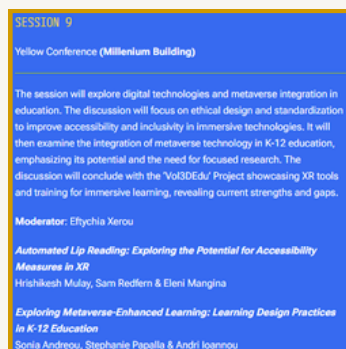 SESSION 9
Yellow Conference (Millenium Building)
The session will explore digital technologies and metaverse integration in
education. The discussion will focus on ethical design and standardization
to improve accessibility and inclusivity in immersive technologies. It will
then examine the integration of metaverse technology in K-12 education,
emphasizing its potential and the need for focused research. The
discussion will conclude with the 'Vol3DEdu' Project showcasing XR tools
and training for immersive learning, revealing current strengths and gaps.
Moderator: Eftychia Xerou
Automated Lip Reading: Exploring the Potential for Accessibility
Measures in XR
Hrishikesh Mulay, Sam Redfern & Eleni Mangina
Exploring Metaverse-Enhanced Learning: Learning Design Practices
in K-12 Education
Sonia Andreou, Stephanie Papalla & Andri Ioannou